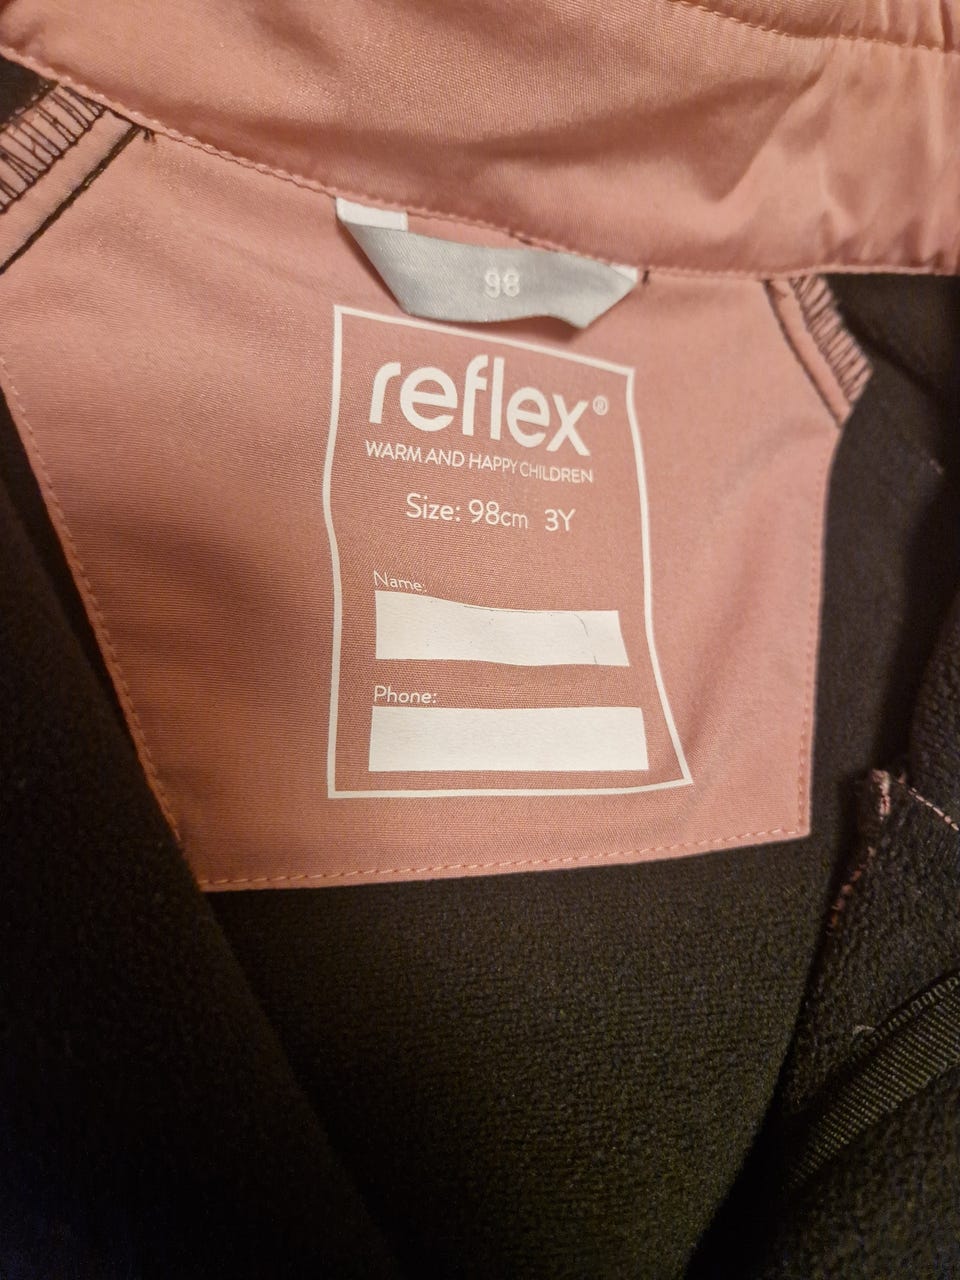 98
reflex®
WARM AND HAPPY CHILDREN
Size: 98cm 3Y
Name:
Phone: